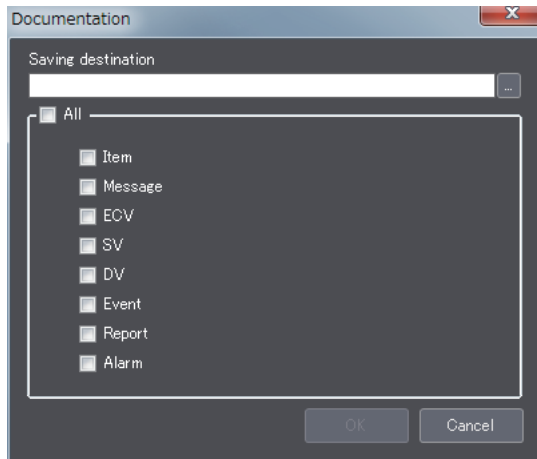 Documentation
Saving destination
...
All
Item
Message
ECV
SV
DV
Event
Report
Alarm
OK
Cancel